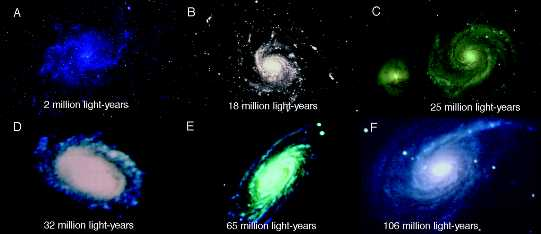 A
2 million light-years
B
18 million light-years
C
25 million light-years
D
32 million light-years
E
65 million light-years
F
106 million light-years